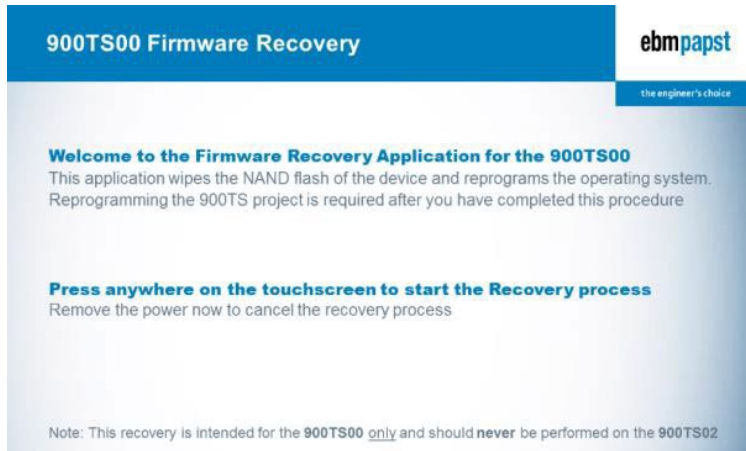 900TS00 Firmware Recovery
ebmpapst
the engineer's choice
Welcome to the Firmware Recovery Application for the 900TS00
This application wipes the NAND flash of the device and reprograms the operating system.
Reprogramming the 900TS project is required after you have completed this procedure
Press anywhere on the touchscreen to start the Recovery process
Remove the power now to cancel the recovery process
Note: This recovery is intended for the 900TS00 only and should never be performed on the 900TS02